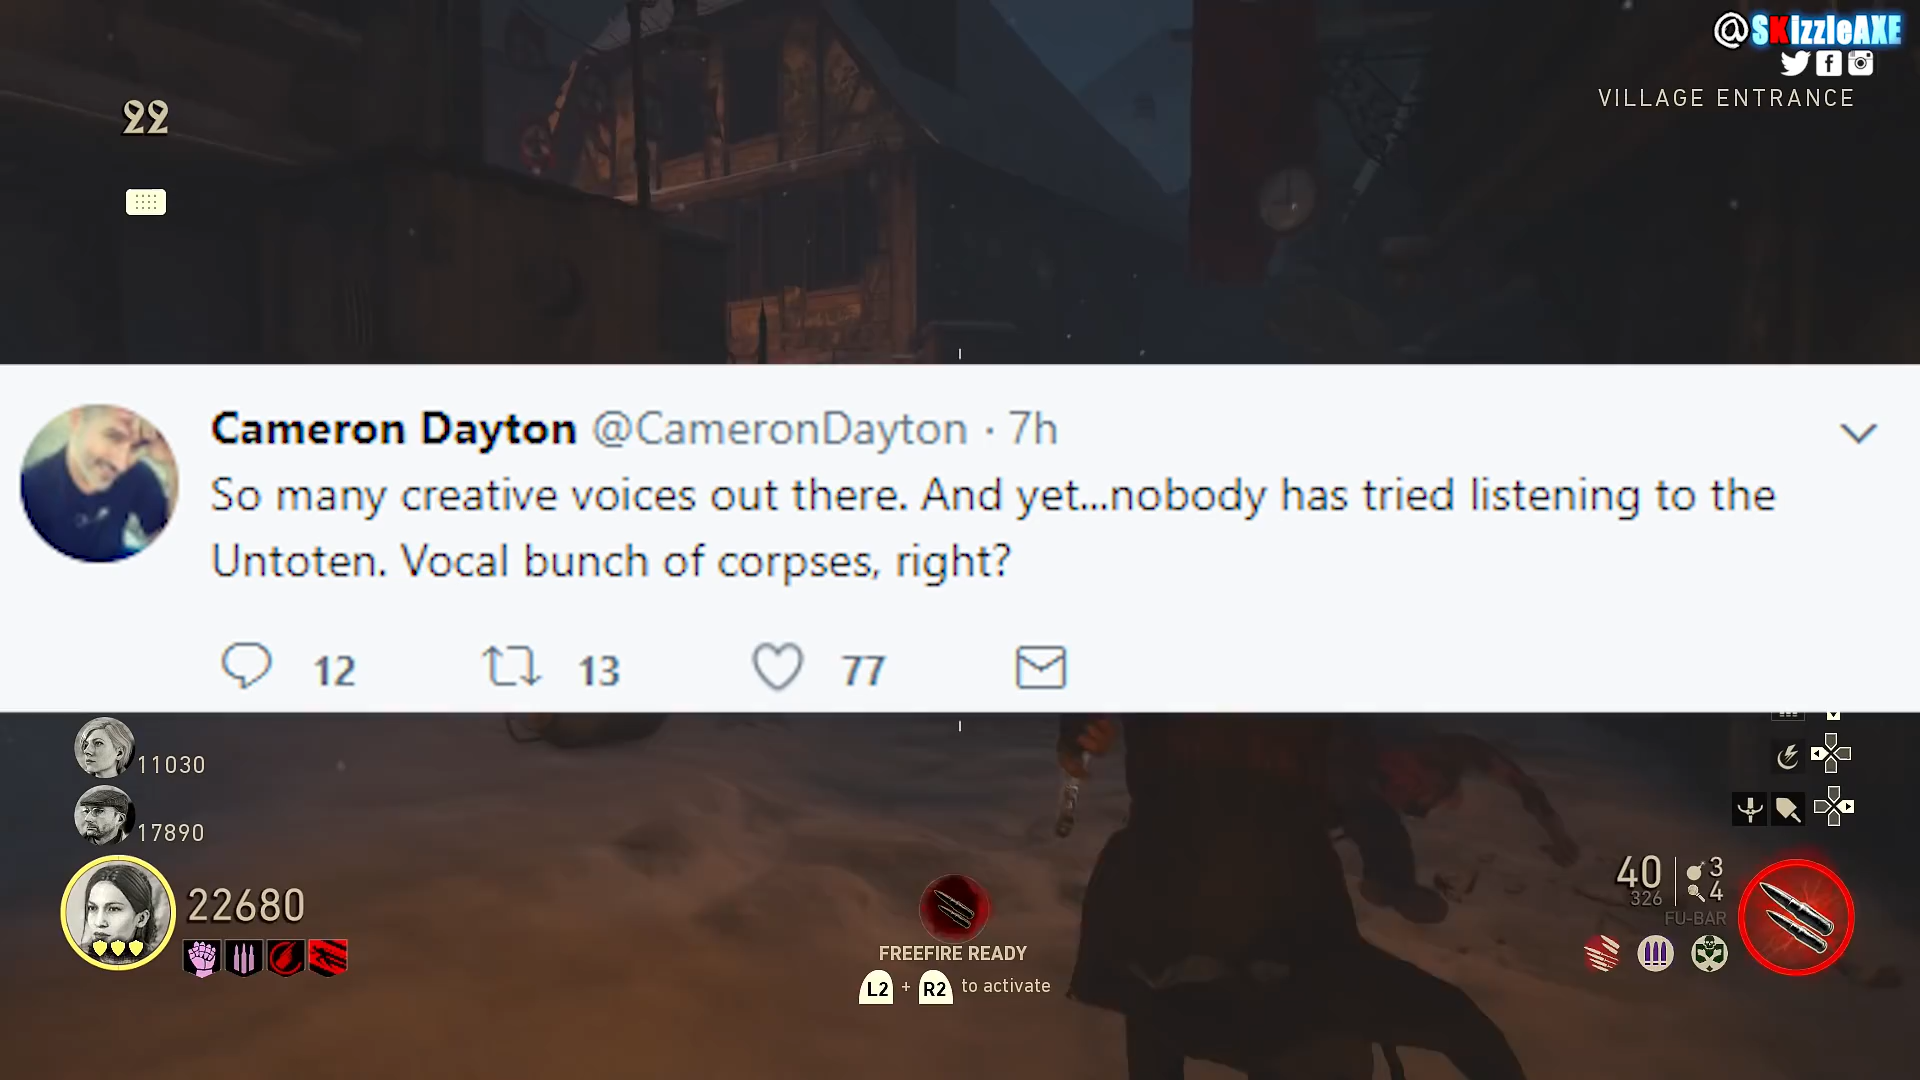 @SKizzleAXE
22
VILLAGE ENTRANCE
Cameron Dayton @CameronDayton · 7h
So many creative voices out there. And yet...nobody has tried listening to the
Untoten. Vocal bunch of corpses, right?
12 13 77
11030
17890
22680
FREEFIRE READY
L2 + R2 to activate
40 3
326 4
FU-BAR